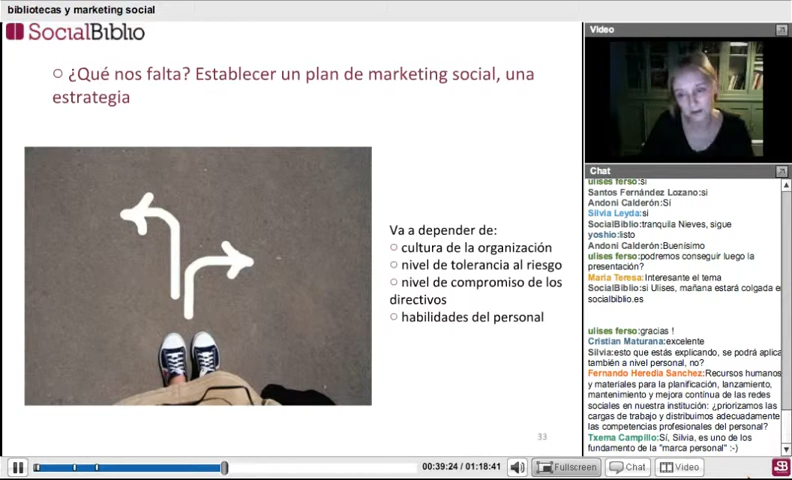 bibliotecas y marketing social
SocialBiblio
¿Qué nos falta? Establecer un plan de marketing social, una
estrategia
Va a depender de:
cultura de la organización
nivel de tolerancia al riesgo
nivel de compromiso de los
directivos
habilidades del personal
33
Video
Chat
ulises ferso:si
Santos Fernández Lozano:si
Andoni Calderón:Si
Silvia Leyda:si
SocialBiblio:tranquila Nieves, sigue
yoshio:listo
Andoni Calderón:Buenísimo
ulises ferso:podremos conseguir luego la
presentación?
Maria Teresa:Interesante el tema
SocialBiblio:si Ulises, mañana estará colgada e
socialbiblio.es
ulises ferso:gracias !
Cristian Maturana:excelente
Silvia:esto que estás explicando, se podrá aplica
también a nivel personal, no?
Fernando Heredia Sanchez:Recursos humanos
y materiales para la planificación, lanzamiento,
mantenimiento y mejora continua de las redes
sociales en nuestra institución: ¿priorizamos las
cargas de trabajo y distribuimos adecuadamente
las competencias profesionales del personal?
Txema Campillo:Sí, Silvia, es uno de los
fundamento de la "marca personal" :-)
00:39:24 / 01:18:41
Fullscreen
Chat
Video
SB